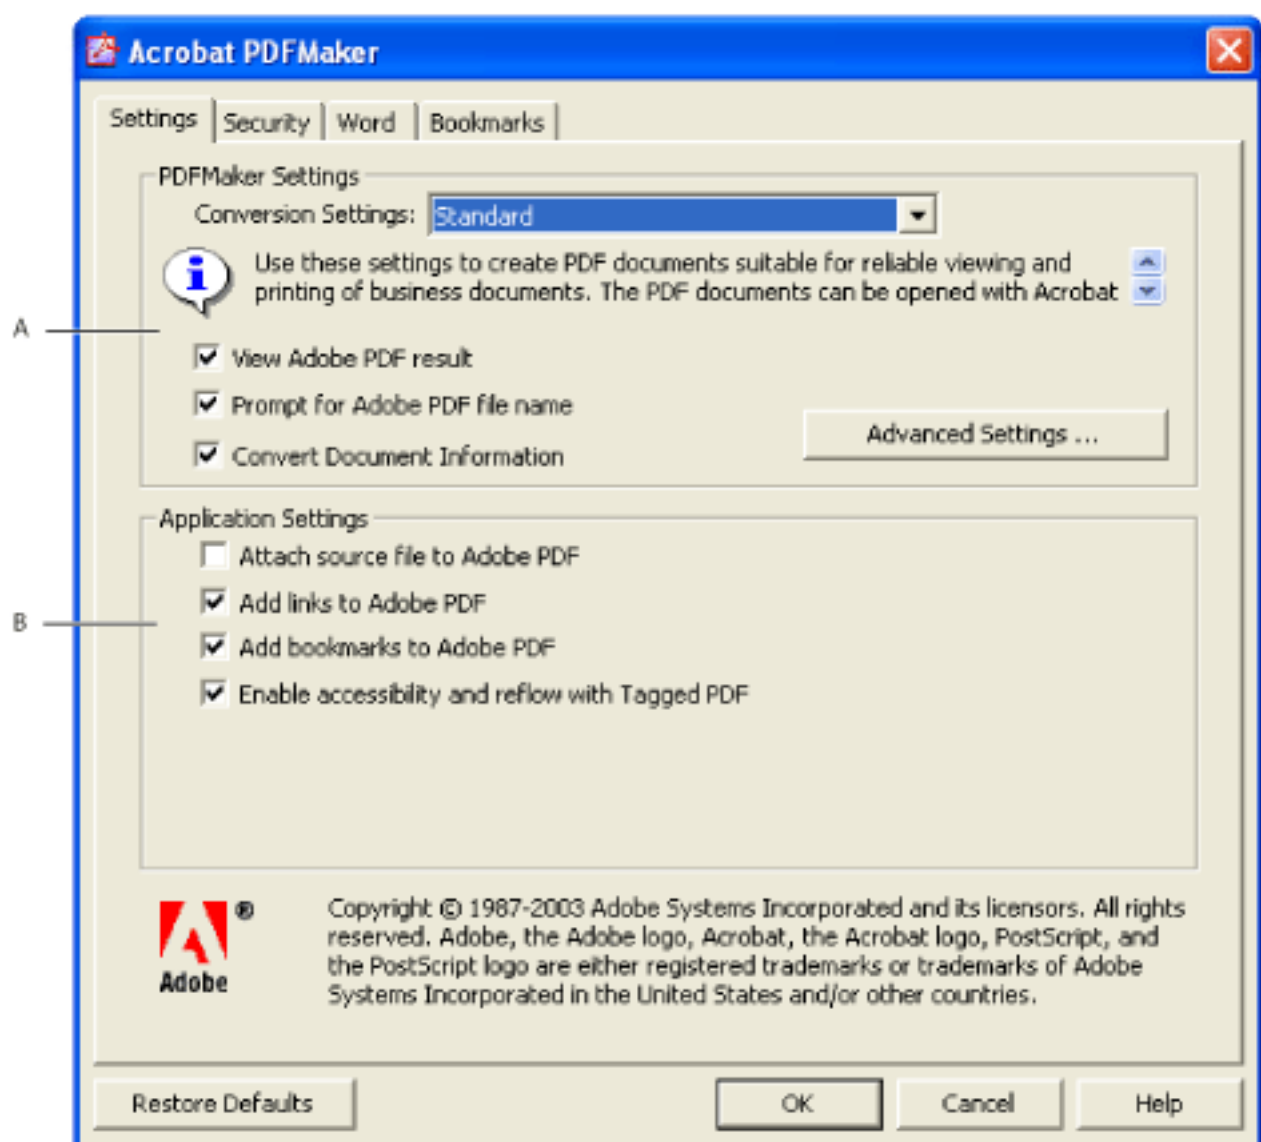 Acrobat PDFMaker
Settings
Security
Word
Bookmarks
PDFMaker Settings
Conversion Settings:
Standard
Use these settings to create PDF documents suitable for reliable viewing and
printing of business documents. The PDF documents can be opened with Acrobat
A
View Adobe PDF result
Prompt for Adobe PDF file name
Advanced Settings ...
Convert Document Information
Application Settings
Attach source file to Adobe PDF
Add links to Adobe PDF
B
Add bookmarks to Adobe PDF
Enable accessibility and reflow with Tagged PDF
Adobe
®
Copyright © 1987-2003 Adobe Systems Incorporated and its licensors. All rights
reserved. Adobe, the Adobe logo, Acrobat, the Acrobat logo, PostScript, and
the PostScript logo are either registered trademarks or trademarks of Adobe
Systems Incorporated in the United States and/or other countries.
Restore Defaults
OK
Cancel
Help